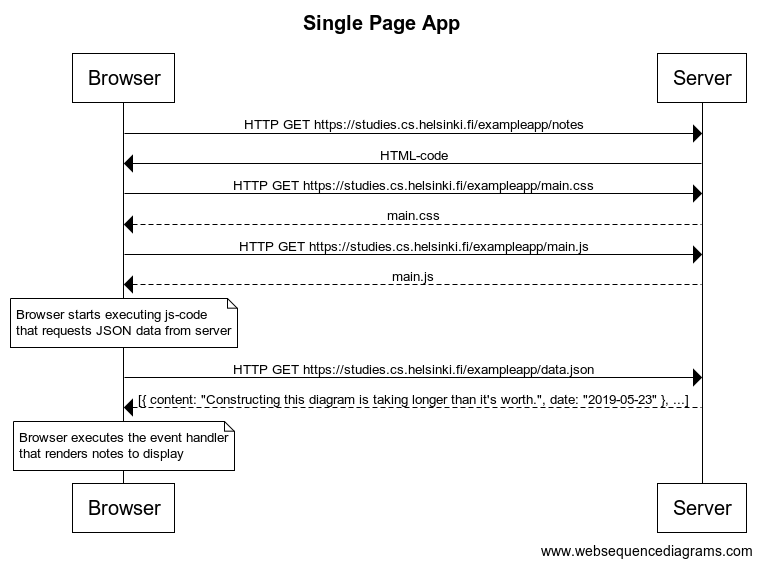 Single Page App
Browser
Server
HTTP GET https://studies.cs.helsinki.fi/exampleapp/notes
HTML-code
HTTP GET https://studies.cs.helsinki.fi/exampleapp/main.css
main.css
HTTP GET https://studies.cs.helsinki.fi/exampleapp/main.js
main.js
Browser starts executing js-code
that requests JSON data from server
HTTP GET https://studies.cs.helsinki.fi/exampleapp/data.json
[{ content: "Constructing this diagram is taking longer than it's worth.", date: "2019-05-23" }, ...]
Browser executes the event handler
that renders notes to display
Browser
Server
www.websequencediagrams.com